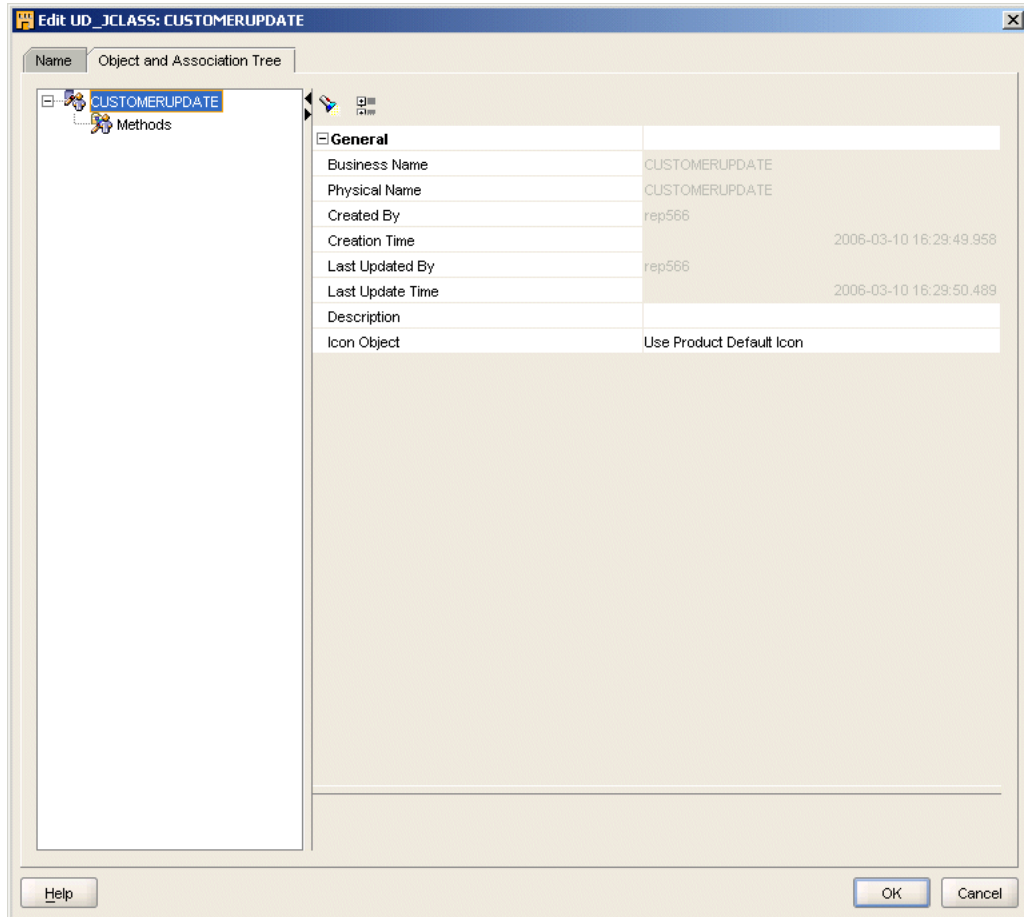 Edit UD_JCLASS: CUSTOMERUPDATE
Name Object and Association Tree
CUSTOMERUPDATE
Methods
General
Business Name CUSTOMERUPDATE
Physical Name CUSTOMERUPDATE
Created By rep566
Creation Time 2006-03-10 16:29:49.958
Last Updated By rep566
Last Update Time 2006-03-10 16:29:50.489
Description
Icon Object Use Product Default Icon
Help OK Cancel